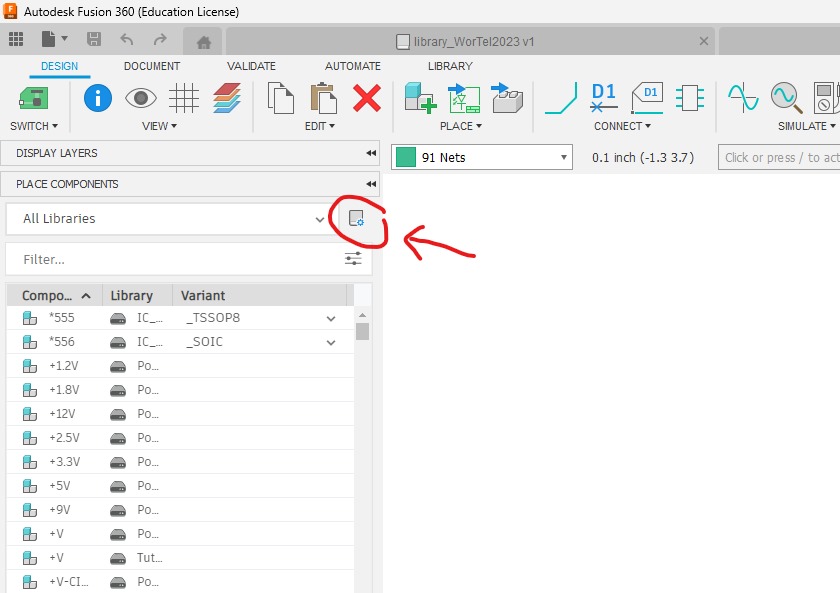 Autodesk Fusion 360 (Education License)
library_WorTel2023 v1
DESIGN DOCUMENT VALIDATE AUTOMATE LIBRARY
D1 D1
SWITCH VIEW EDIT PLACE CONNECT SIMULATE
DISPLAY LAYERS
91 Nets 0.1 inch (-1.3 3.7) Click or press / to act
PLACE COMPONENTS
All Libraries
Filter...
Compo... Library Variant
*555 IC_... _TSSOP8
*556 IC_... _SOIC
+1.2V Po...
+1.8V Po...
+12V Po...
+2.5V Po...
+3.3V Po...
+5V Po...
+9V Po...
+V Po...
+V Tut...
+V-CI... Po...